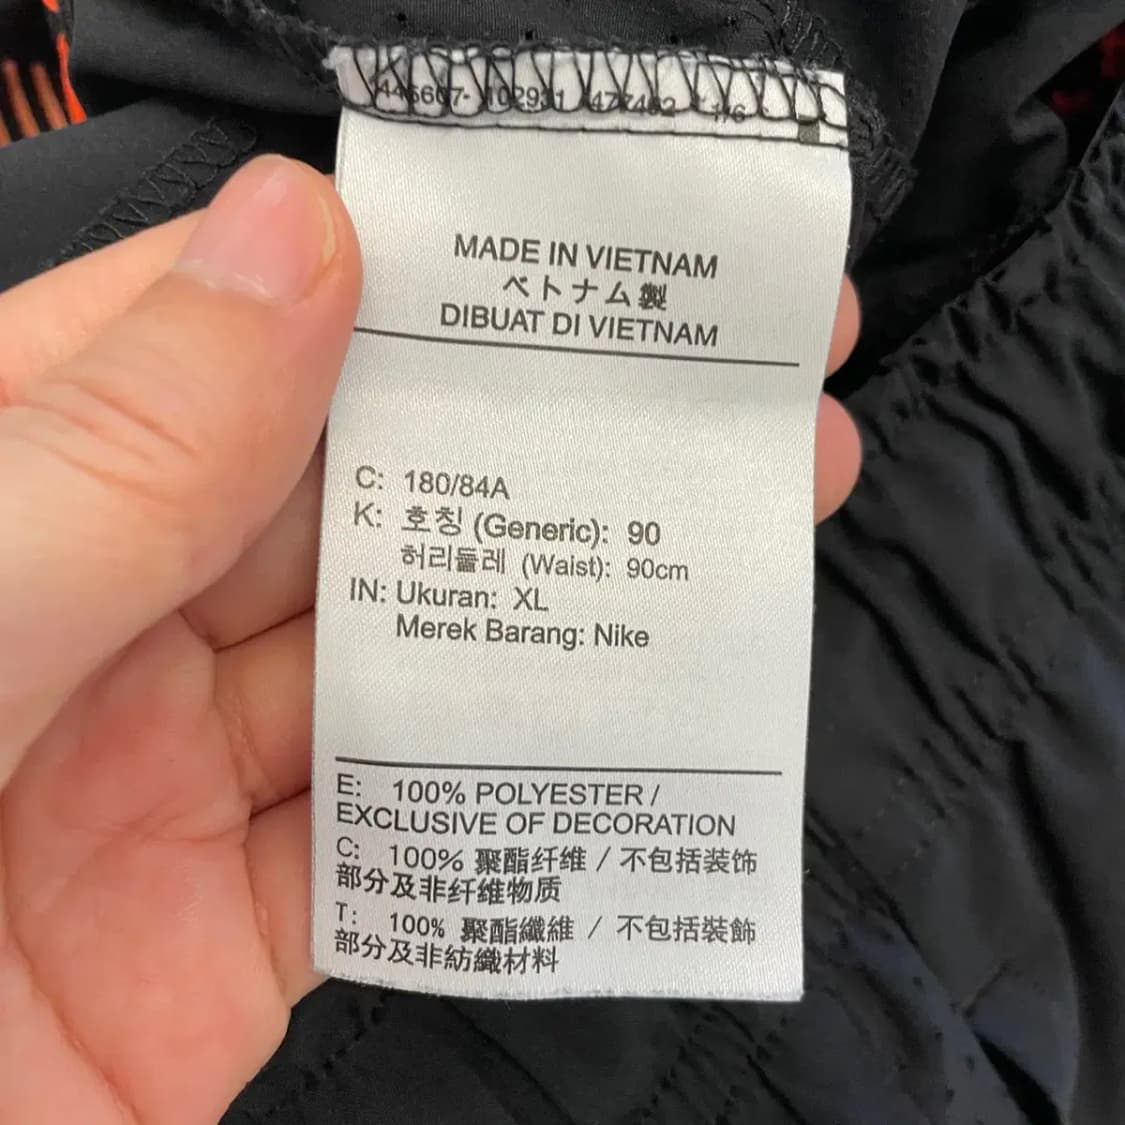 MADE IN VIETNAM
ベトナム製
DIBUAT DI VIETNAM
C: 180/84A
K: 호칭 (Generic): 90
허리둘레 (Waist): 90cm
IN: Ukuran: XL
Merek Barang: Nike
E: 100% POLYESTER /
EXCLUSIVE OF DECORATION
C: 100% 聚酯纤维 / 不包括装饰
部分及非纤维物质
T: 100% 聚酯纖維 / 不包括裝飾
部分及非紡織材料